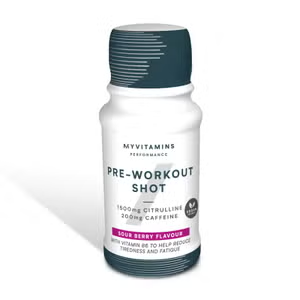 MYVITAMINS
PERFORMANCE
PRE-WORKOUT
SHOT
1500mg CITRULLINE
200mg CAFFEINE
SOUR BERRY FLAVOUR
WITH VITAMIN B6 TO HELP REDUCE
TIREDNESS AND FATIGUE